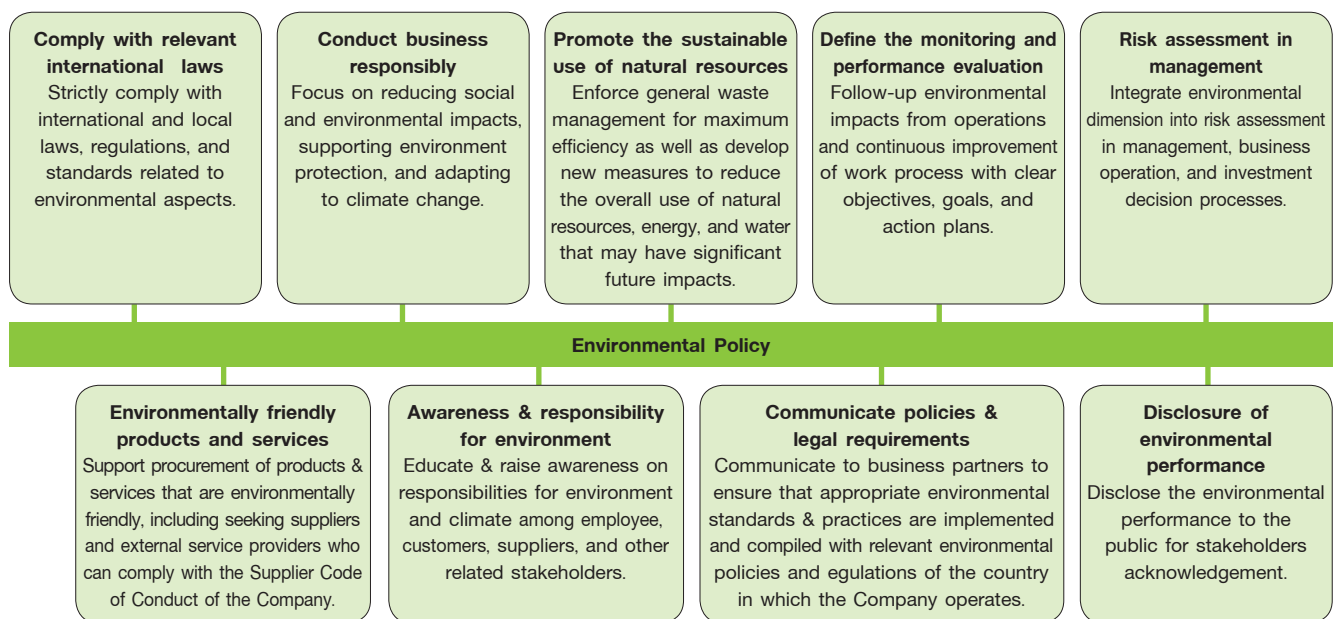 Comply with relevant
international laws
Strictly comply with
international and local
laws, regulations, and
standards related to
environmental aspects.
Conduct business
responsibly
Focus on reducing social
and environmental impacts,
supporting environment
protection, and adapting
to climate change.
Promote the sustainable
use of natural resources
Enforce general waste
management for maximum
efficiency as well as develop
new measures to reduce
the overall use of natural
resources, energy, and water
that may have significant
future impacts.
Define the monitoring and
performance evaluation
Follow-up environmental
impacts from operations
and continuous improvement
of work process with clear
objectives, goals, and
action plans.
Risk assessment in
management
Integrate environmental
dimension into risk assessment
in management, business
operation, and investment
decision processes.
Environmental Policy
Environmentally friendly
products and services
Support procurement of products &
services that are environmentally
friendly, including seeking suppliers
and external service providers who
can comply with the Supplier Code
of Conduct of the Company.
Awareness & responsibility
for environment
Educate & raise awareness on
responsibilities for environment
and climate among employee,
customers, suppliers, and other
related stakeholders.
Communicate policies &
legal requirements
Communicate to business partners to
ensure that appropriate environmental
standards & practices are implemented
and compiled with relevant environmental
policies and egulations of the country
in which the Company operates.
Disclosure of
environmental
performance
Disclose the environmental
performance to the
public for stakeholders
acknowledgement.